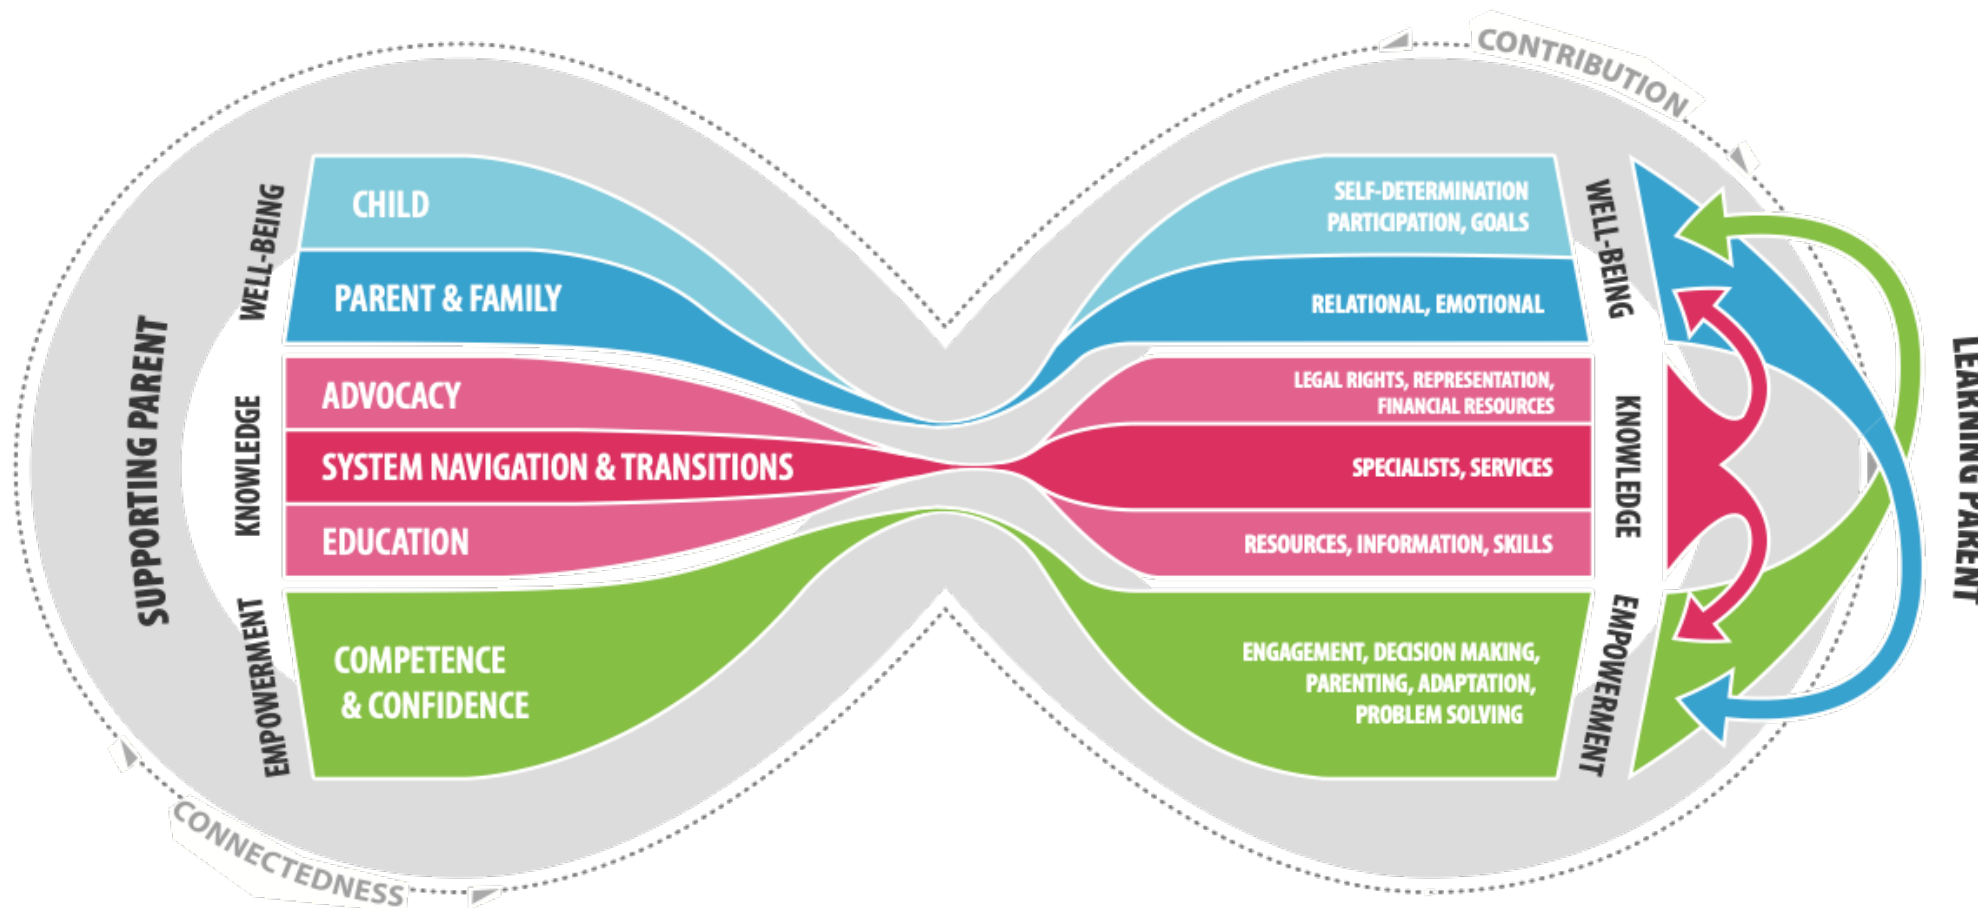 CONTRIBUTION
SUPPORTING PARENT
WELL-BEING
KNOWLEDGE
EMPOWERMENT
CHILD
PARENT & FAMILY
ADVOCACY
SYSTEM NAVIGATION & TRANSITIONS
EDUCATION
COMPETENCE
& CONFIDENCE
SELF-DETERMINATION
PARTICIPATION, GOALS
RELATIONAL, EMOTIONAL
LEGAL RIGHTS, REPRESENTATION,
FINANCIAL RESOURCES
SPECIALISTS, SERVICES
RESOURCES, INFORMATION, SKILLS
ENGAGEMENT, DECISION MAKING,
PARENTING, ADAPTATION,
PROBLEM SOLVING
WELL-BEING
KNOWLEDGE
EMPOWERMENT
LEARNING PARENT
CONNECTEDNESS